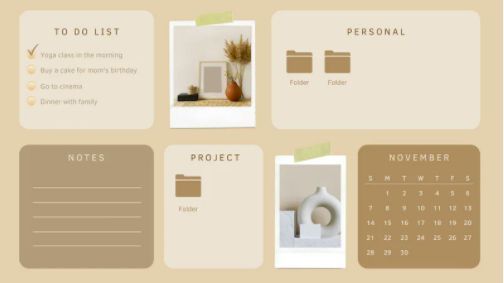 TO DO LIST
Yoga class in the morning
Buy a cake for mom's birthday
Go to cinema
Dinner with family
PERSONAL
Folder Folder
NOTES
PROJECT
Folder
NOVEMBER
S M T W T F S
1 2 3 4 5 6
7 8 9 10 11 12 13
14 15 16 17 18 19 20
21 22 23 24 25 26 27
28 29 30